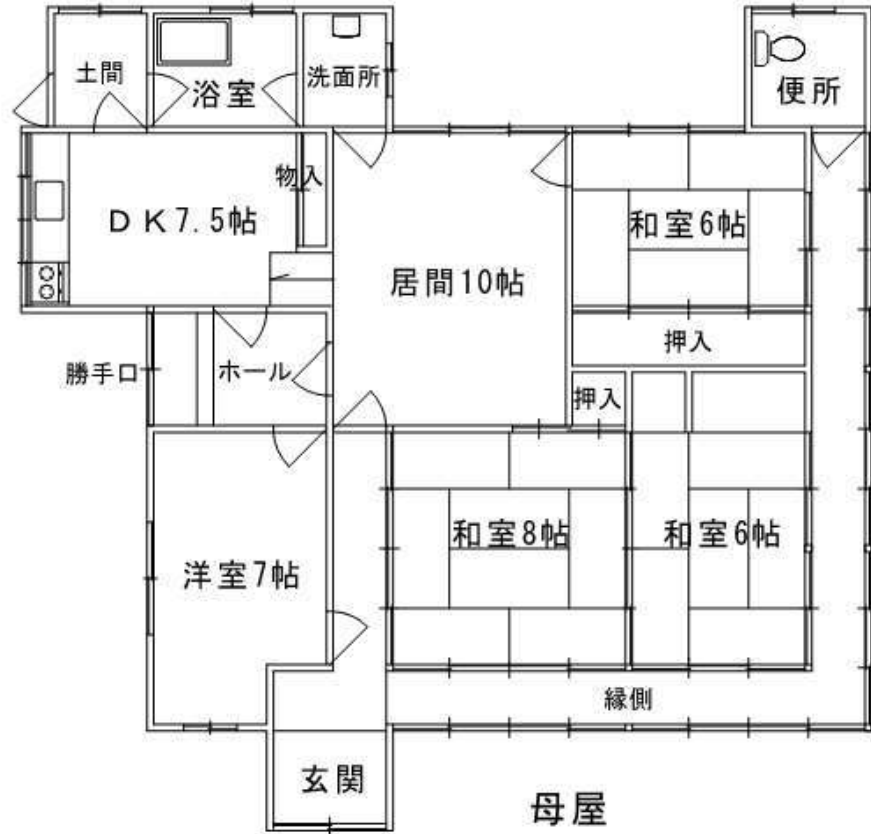 土間
浴室
洗面所
便所
物入
DK7.5帖
和室6帖
居間10帖
押入
勝手口
ホール
押入
和室8帖
和室6帖
洋室7帖
縁側
玄関
母屋